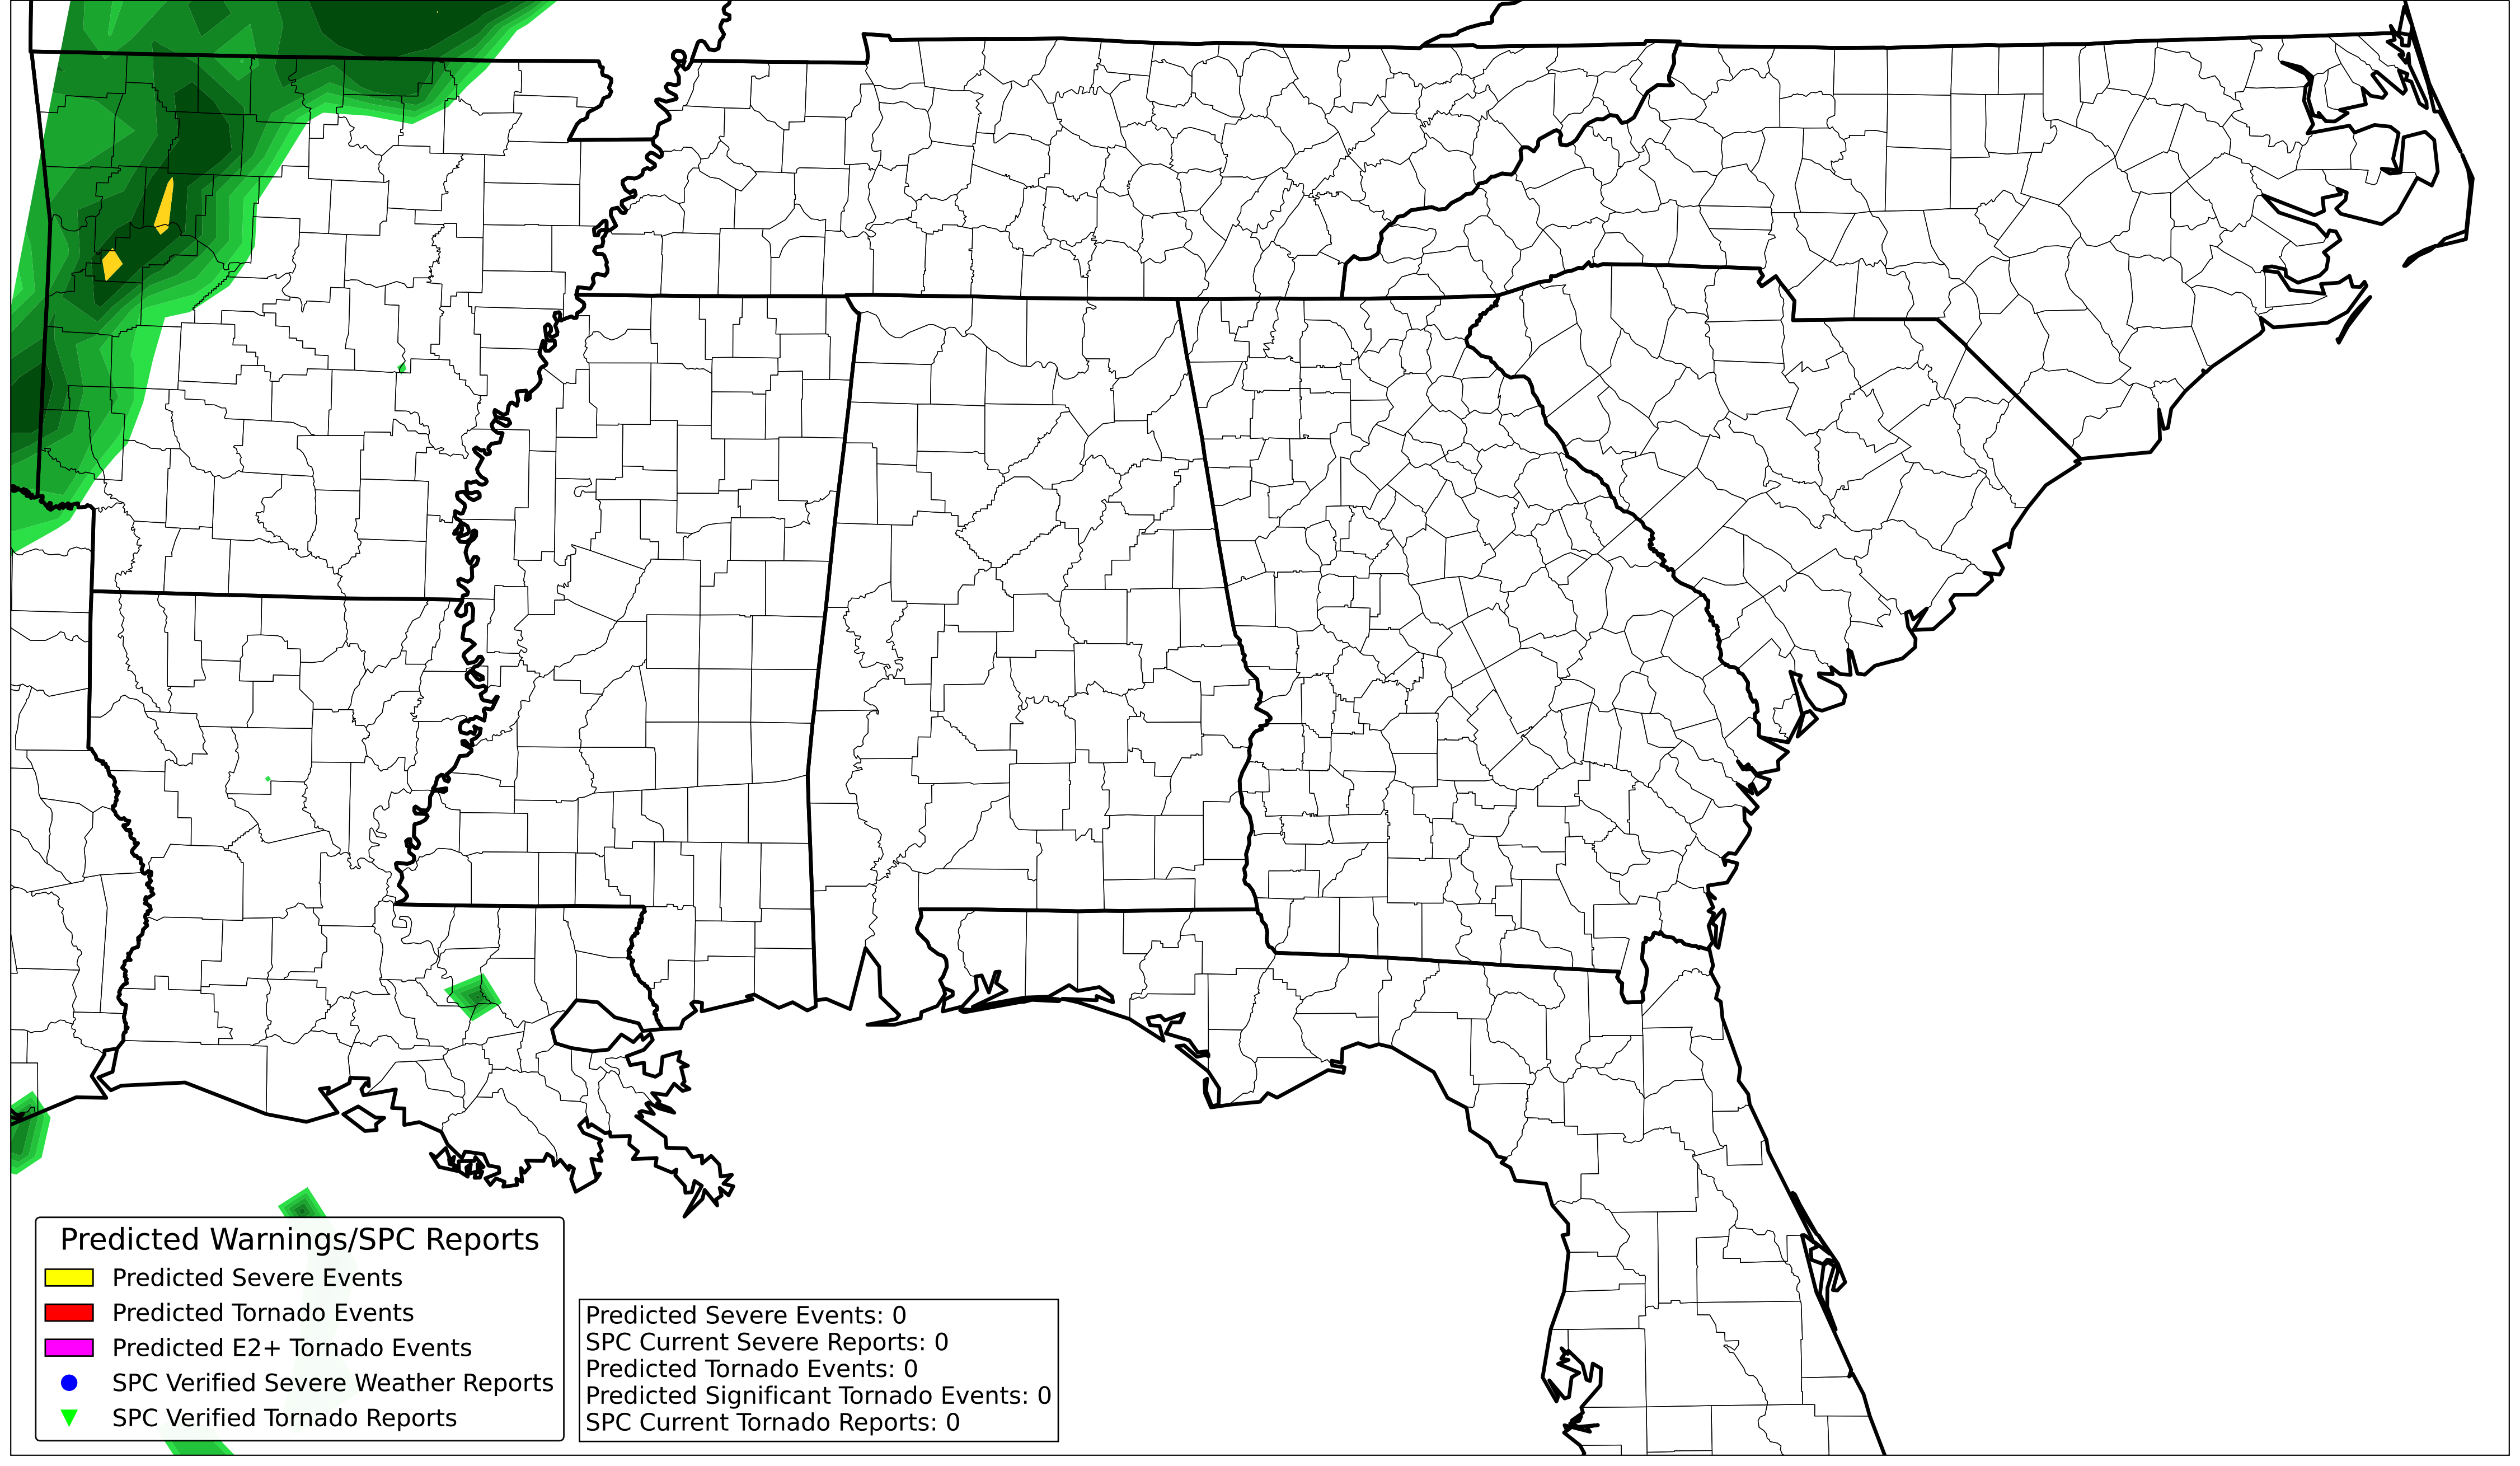 Predicted Warnings/SPC Reports
Predicted Severe Events
Predicted Tornado Events
Predicted E2+ Tornado Events
SPC Verified Severe Weather Reports
SPC Verified Tornado Reports
Predicted Severe Events: 0
SPC Current Severe Reports: 0
Predicted Tornado Events: 0
Predicted Significant Tornado Events: 0
SPC Current Tornado Reports: 0